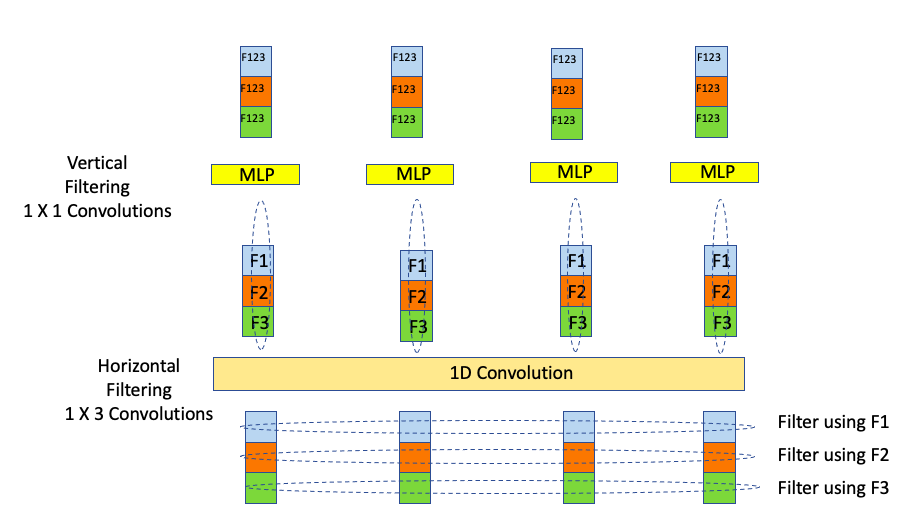 F123 F123 F123 F123
F123 F123 F123 F123
F123 F123 F123 F123
Vertical
Filtering
1 X 1 Convolutions
MLP MLP MLP MLP
F1 F1 F1 F1
F2 F2 F2 F2
F3 F3 F3 F3
Horizontal
Filtering
1 X 3 Convolutions
1D Convolution
Filter using F1
Filter using F2
Filter using F3